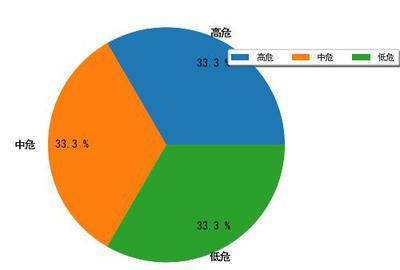 高危
33.3 %
高危 中危 低危
中危
33.3 %
33.3 %
低危